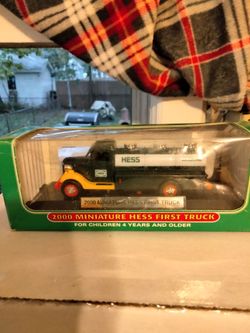 HESS
2000 MINIATURE HESS FIRST TRUCK
2000 MINIATURE HESS FIRST TRUCK
FOR CHILDREN 4 YEARS AND OLDER